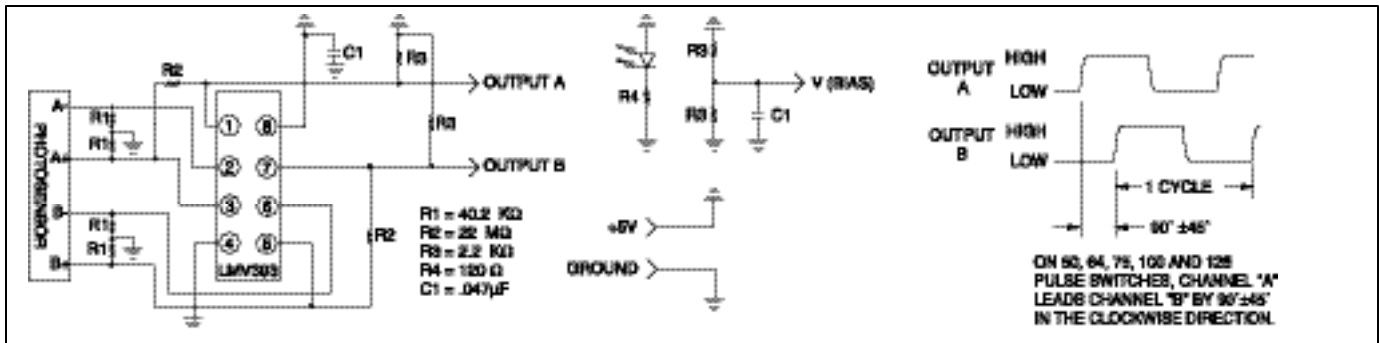 R2
C1
R3
OUTPUT A
PHOTOSENSOR
A
R1
R1
A
B
R1
R1
B
1
8
2
7
3
6
4
5
LMV393
R3
OUTPUT B
R2
R1 = 40.2 KΩ
R2 = 22 MΩ
R3 = 2.2 KΩ
R4 = 120 Ω
C1 = .047μF
R4
R3
R3
V (BIAS)
C1
+5V
GROUND
OUTPUT A
HIGH
LOW
OUTPUT B
HIGH
LOW
1 CYCLE
90° ±45°
ON 50, 64, 75, 100 AND 128
PULSE SWITCHES, CHANNEL "A"
LEADS CHANNEL "B" BY 90°±45°
IN THE CLOCKWISE DIRECTION.